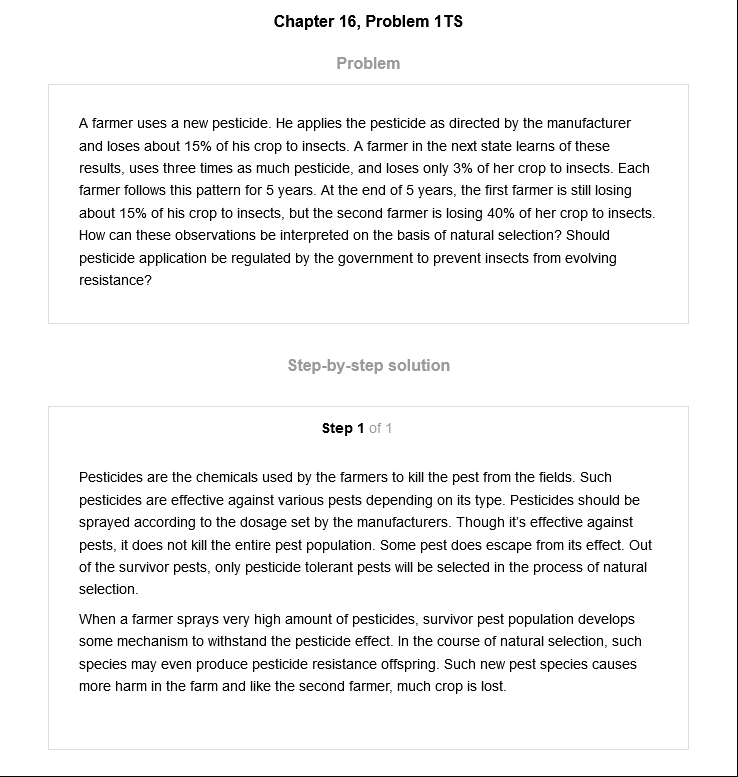 Chapter 16, Problem 1TS
Problem
A farmer uses a new pesticide. He applies the pesticide as directed by the manufacturer
and loses about 15% of his crop to insects. A farmer in the next state learns of these
results, uses three times as much pesticide, and loses only 3% of her crop to insects. Each
farmer follows this pattern for 5 years. At the end of 5 years, the first farmer is still losing
about 15% of his crop to insects, but the second farmer is losing 40% of her crop to insects.
How can these observations be interpreted on the basis of natural selection? Should
pesticide application be regulated by the government to prevent insects from evolving
resistance?
Step-by-step solution
Step 1 of 1
Pesticides are the chemicals used by the farmers to kill the pest from the fields. Such
pesticides are effective against various pests depending on its type. Pesticides should be
sprayed according to the dosage set by the manufacturers. Though it's effective against
pests, it does not kill the entire pest population. Some pest does escape from its effect. Out
of the survivor pests, only pesticide tolerant pests will be selected in the process of natural
selection.
When a farmer sprays very high amount of pesticides, survivor pest population develops
some mechanism to withstand the pesticide effect. In the course of natural selection, such
species may even produce pesticide resistance offspring. Such new pest species causes
more harm in the farm and like the second farmer, much crop is lost.